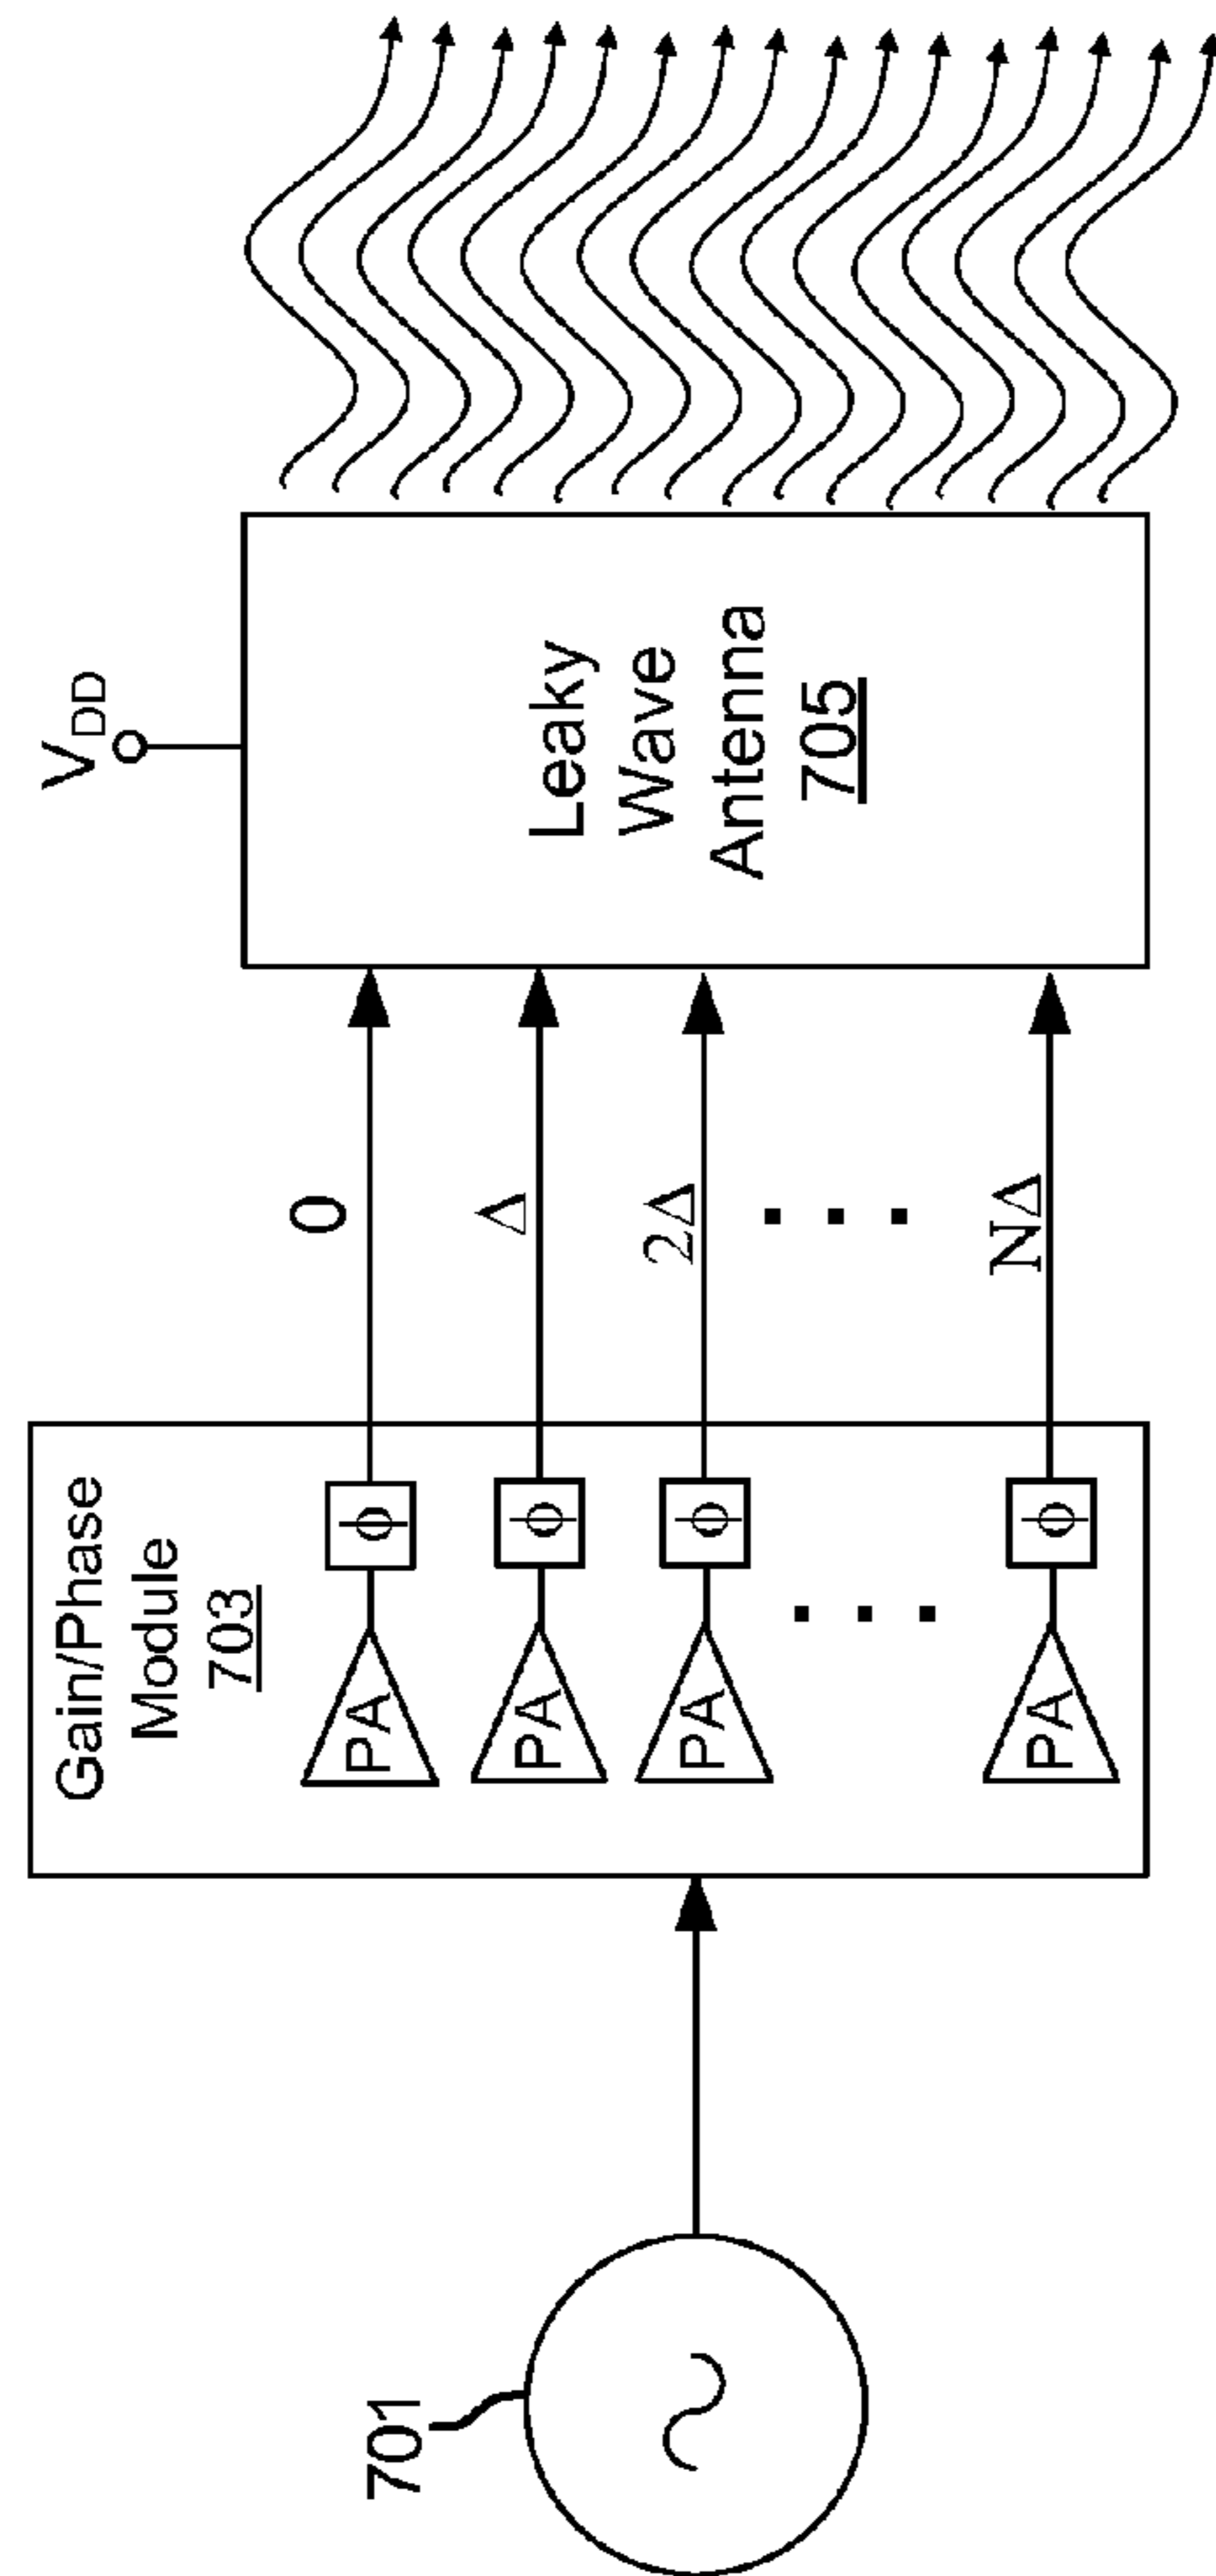 701
Gain/Phase
Module
703
PA
ϕ
PA
ϕ
PA
ϕ
PA
ϕ
0
Δ
2Δ
NΔ
V_DD
Leaky
Wave
Antenna
705